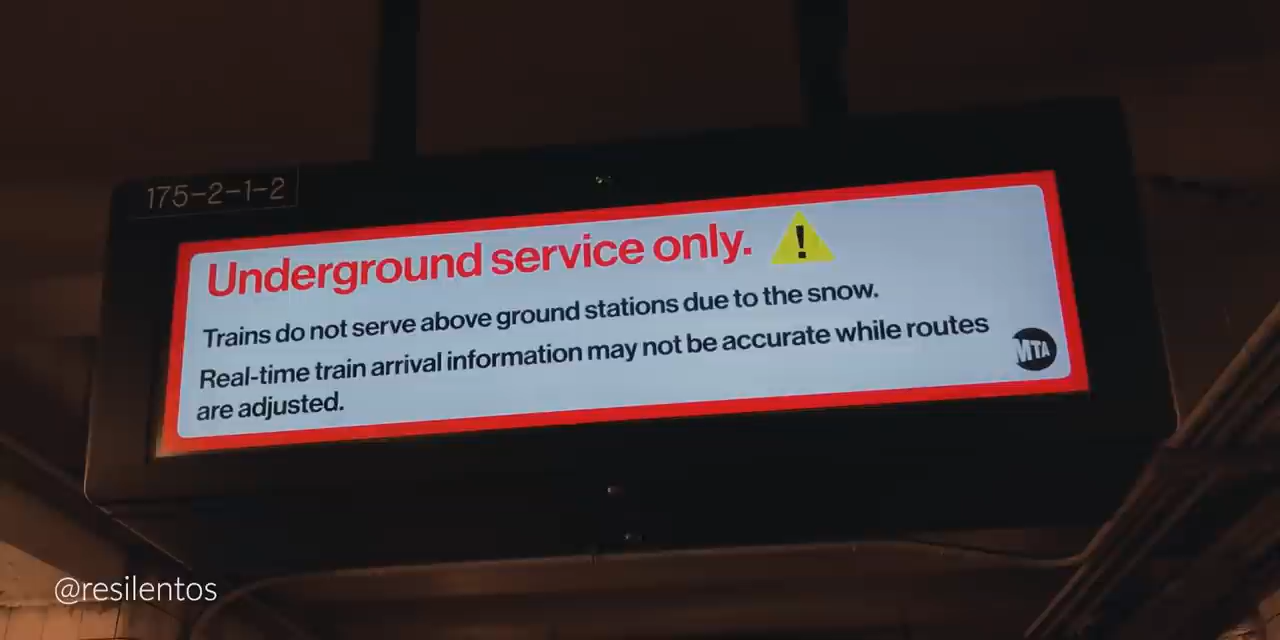 175-2-1-2
Underground service only.
Trains do not serve above ground stations due to the snow.
Real-time train arrival information may not be accurate while routes
are adjusted.
MTA
@resilentos